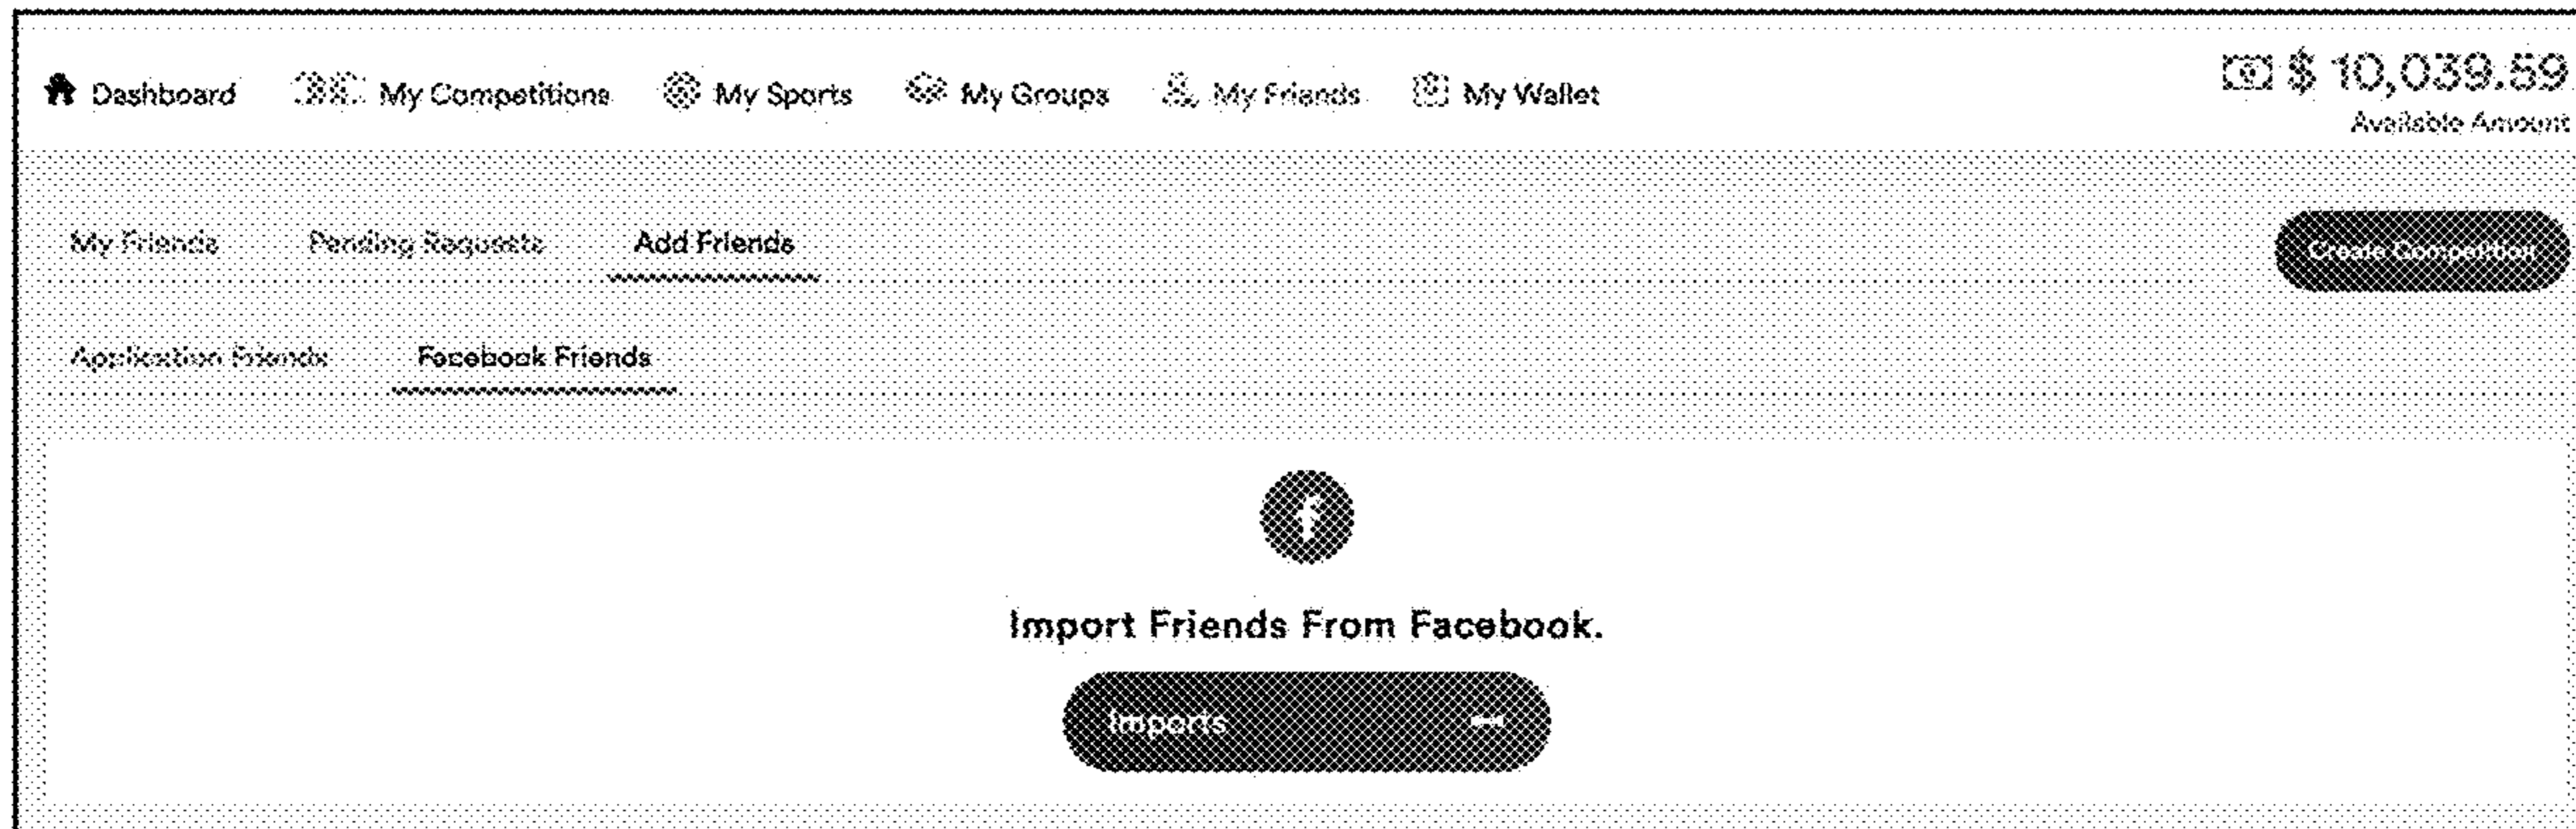 Dashboard My Competitions My Sports My Groups My Friends My Wallet $ 10,039.59
Available Amount
My Friends Pending Requests Add Friends Create Competition
Application Friends Facebook Friends
f
Import Friends From Facebook.
Imports